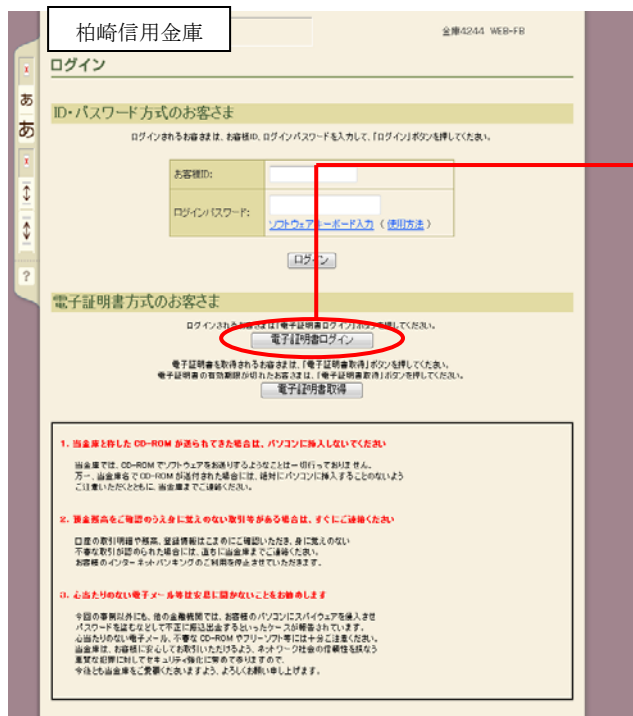 柏崎信用金庫
金庫4244 WEB-FB
ログイン
あ
あ
?
ID・パスワード方式のお客さま
ログインされるお客さまは、お客様ID、ログインパスワードを入力して、「ログイン」ボタンを押してください。
お客様ID:
ログインパスワード:
ソフトウェアキーボード入力 (使用方法)
ログイン
電子証明書方式のお客さま
ログインされるお客さまは「電子証明書ログイン」ボタンを押してください。
電子証明書ログイン
電子証明書を取得されるお客さまは、「電子証明書取得」ボタンを押してください。
電子証明書の有効期限が切れたお客さまは、「電子証明書取得」ボタンを押してください。
電子証明書取得
1. 当金庫と称した CD-ROM が送られてきた場合は、パソコンに挿入しないでください
当金庫では、CD-ROM でソフトウェアをお送りするようなことは一切行っておりません。
万一、当金庫名で CD-ROM が送付された場合には、絶対にパソコンに挿入することのないよう
ご注意いただくとともに、当金庫までご連絡ください。
2. 預金残高をご確認のうえ身に覚えのない取引等がある場合は、すぐにご連絡ください
口座の取引明細や残高、登録情報はこまめにご確認いただき、身に覚えのない
不審な取引が認められた場合には、直ちに当金庫までご連絡ください。
お客様のインターネットバンキングのご利用を停止させていただきます。
3. 心当たりのない電子メール等は安易に開かないことをお勧めします
今回の事例以外にも、他の金融機関では、お客様のパソコンにスパイウェアを侵入させ
パスワードを盗むなどして不正に振込出金するといったケースが報告されています。
心当たりのない電子メール、不審な CD-ROM やフリーソフト等には十分ご注意ください。
当金庫は、お客様に安心してお取引いただけるよう、ネットワーク社会の信頼性を損なう
悪質な犯罪に対してセキュリティ強化に努めてまいりますので、
今後とも当金庫をご愛顧くださいますよう、よろしくお願い申し上げます。